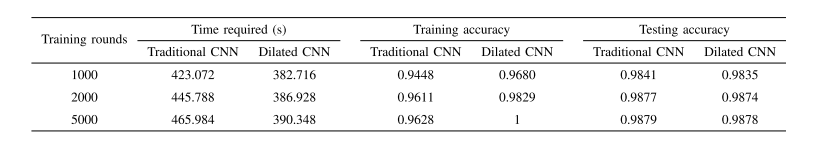 Training rounds Time required (s) Training accuracy Testing accuracy
Traditional CNN Dilated CNN Traditional CNN Dilated CNN Traditional CNN Dilated CNN
1000 423.072 382.716 0.9448 0.9680 0.9841 0.9835
2000 445.788 386.928 0.9611 0.9829 0.9877 0.9874
5000 465.984 390.348 0.9628 1 0.9879 0.9878